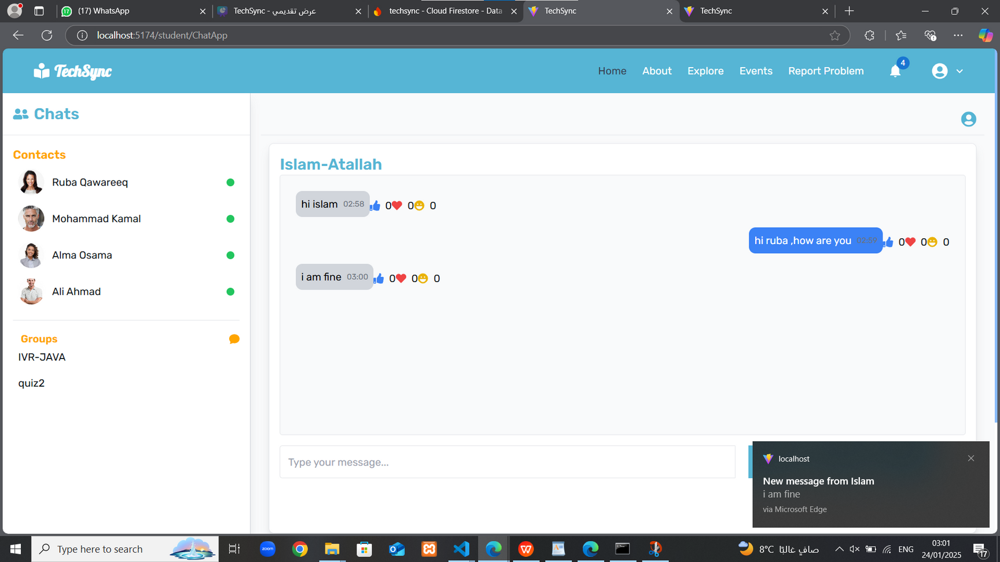 (17) WhatsApp
TechSync - عرض تقديمي
techsync - Cloud Firestore - Data
TechSync
TechSync
localhost:5174/student/ChatApp
TechSync
Home
About
Explore
Events
Report Problem
4
Chats
Contacts
Ruba Qawareeq
Mohammad Kamal
Alma Osama
Ali Ahmad
Groups
IVR-JAVA
quiz2
Islam-Atallah
hi islam 02:58 0 0 0
hi ruba ,how are you 02:59 0 0 0
i am fine 03:00 0 0 0
Type your message...
localhost
New message from Islam
i am fine
via Microsoft Edge
Type here to search
zoom
8°C صافٍ غالبًا
ENG
03:01
24/01/2025
17